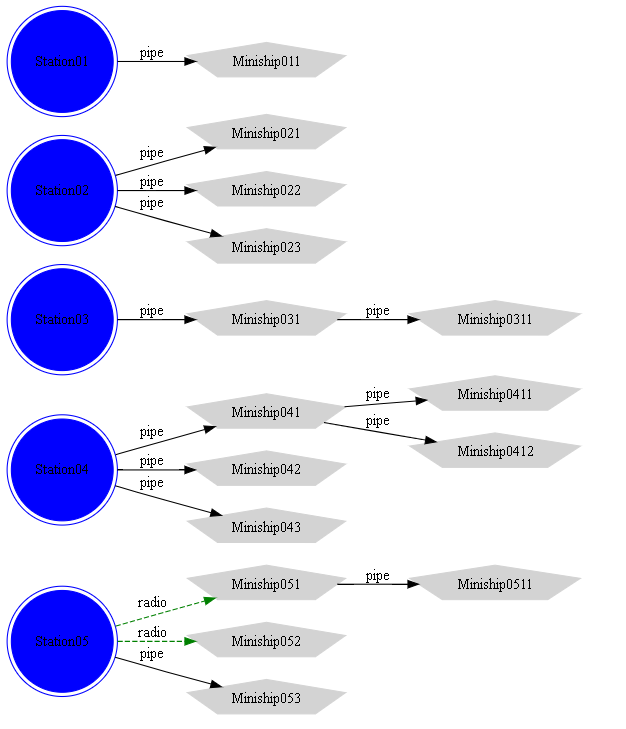 Station01
pipe
Miniship011
Station02
pipe
Miniship021
pipe
Miniship022
pipe
Miniship023
Station03
pipe
Miniship031
pipe
Miniship0311
Station04
pipe
Miniship041
pipe
Miniship0411
pipe
Miniship0412
pipe
Miniship042
pipe
Miniship043
Station05
radio
Miniship051
pipe
Miniship0511
radio
Miniship052
pipe
Miniship053